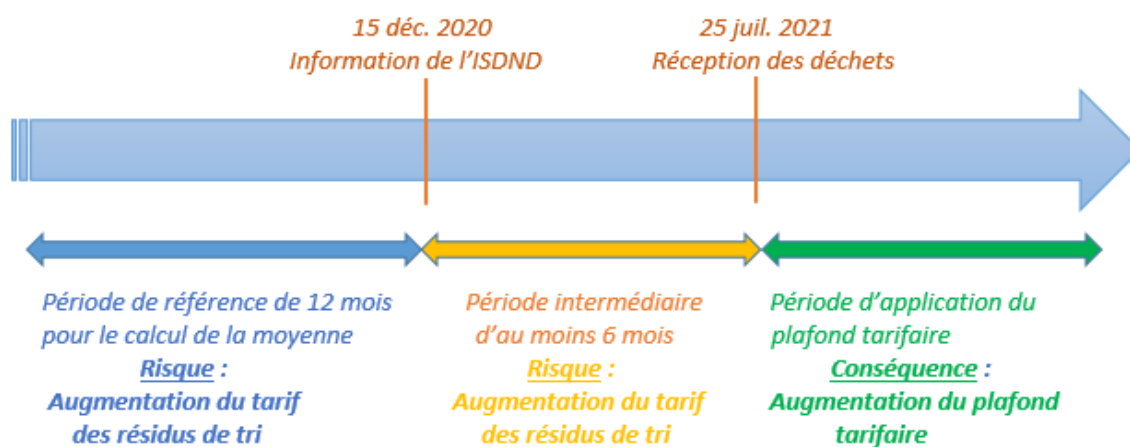 15 déc. 2020
Information de l'ISDND
25 juil. 2021
Réception des déchets
Période de référence de 12 mois
pour le calcul de la moyenne
Risque :
Augmentation du tarif
des résidus de tri
Période intermédiaire
d'au moins 6 mois
Risque :
Augmentation du tarif
des résidus de tri
Période d'application du
plafond tarifaire
Conséquence :
Augmentation du plafond
tarifaire